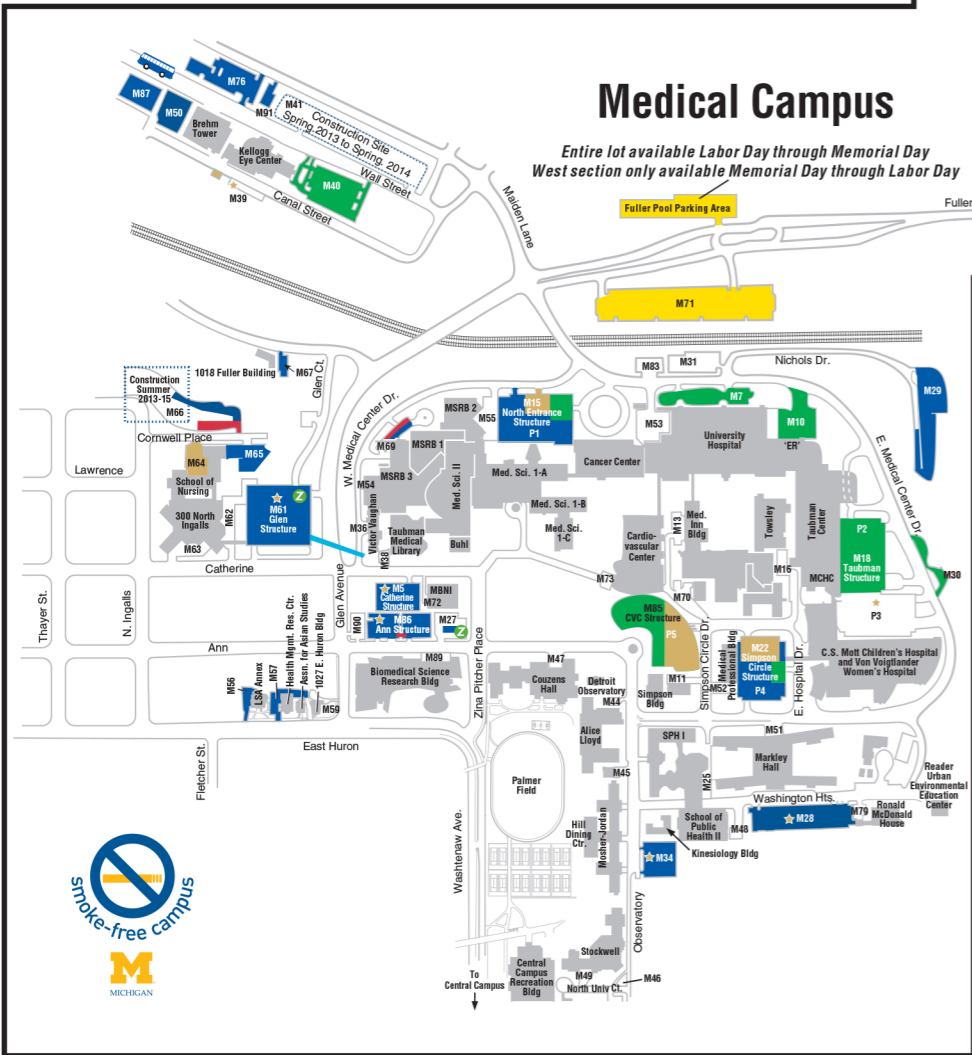 Medical Campus
Entire lot available Labor Day through Memorial Day
West section only available Memorial Day through Labor Day
Fuller Pool Parking Area
Fuller
M71
M76
M87
M50
M91
M41
Construction Site
Spring 2013 to Spring, 2014
Brehm
Tower
Kellogg
Eye Center
M40
Wall Street
M39
Canal Street
Maiden Lane
1018 Fuller Building
M67
Glen Ct.
Construction
Summer
2013-15
M66
Cornwell Place
M64
M65
Lawrence
School of
Nursing
300 North
Ingalls
M63
M62
M61
Glen
Structure
Z
Catherine
W. Medical Center Dr.
M69
MSRB 1
MSRB 2
MSRB 3
M55
M54
Med. Sci. II
M36
Victor Vaughan
M38
Taubman
Medical
Library
Buhl
M15
North Entrance
Structure
P1
Med. Sci. 1-A
Med. Sci. 1-B
Med. Sci.
1-C
Cancer Center
M83
M31
M53
M7
M10
'ER'
University
Hospital
Nichols Dr.
M29
E. Medical Center Dr.
M30
Cardio-
vascular
Center
M13
Med.
Inn
Bldg
Towsley
Taubman
Center
M16
MCHC
P2
M18
Taubman
Structure
P3
M73
M70
M85
CVC Structure
P5
M11
Simpson Circle Dr.
Simpson
Bldg
M52
Medical
Professional Bldg
M22
Simpson
Circle
Structure
P4
E. Hospital Dr.
C.S. Mott Children's Hospital
and Von Voigtlander
Women's Hospital
Thayer St.
N. Ingalls
Glen Avenue
M5
Catherine
Structure
M72
MBNI
M90
M86
Ann Structure
M27
Z
Ann
M89
Biomedical Science
Research Bldg
Zina Pitcher Place
M56
LSA Annex
M57
Health Mgmt. Res. Ctr.
Assn. for Asian Studies
1027 E. Huron Bldg
M59
East Huron
Fletcher St.
M47
Couzens
Hall
Detroit
Observatory
M44
Alice
Lloyd
M45
Palmer
Field
Hill
Dining
Ctr.
Mosher-Jordan
Washtenaw Ave.
SPH I
M25
M51
Markley
Hall
Washington Hts.
M28
M79
Ronald
McDonald
House
Reader
Urban
Environmental
Education
Center
School of
Public
Health II
M48
Kinesiology Bldg
M34
Observatory
Stockwell
M49
North Univ Ct.
M46
Central
Campus
Recreation
Bldg
To
Central Campus
smoke-free campus
M
MICHIGAN